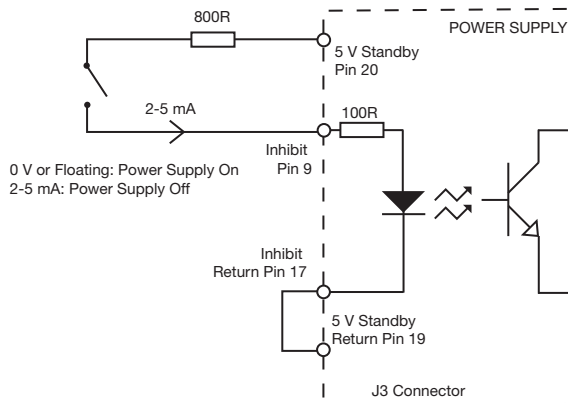 800R
POWER SUPPLY
5 V Standby
Pin 20
2-5 mA
100R
Inhibit
Pin 9
0 V or Floating: Power Supply On
2-5 mA: Power Supply Off
Inhibit
Return Pin 17
5 V Standby
Return Pin 19
J3 Connector